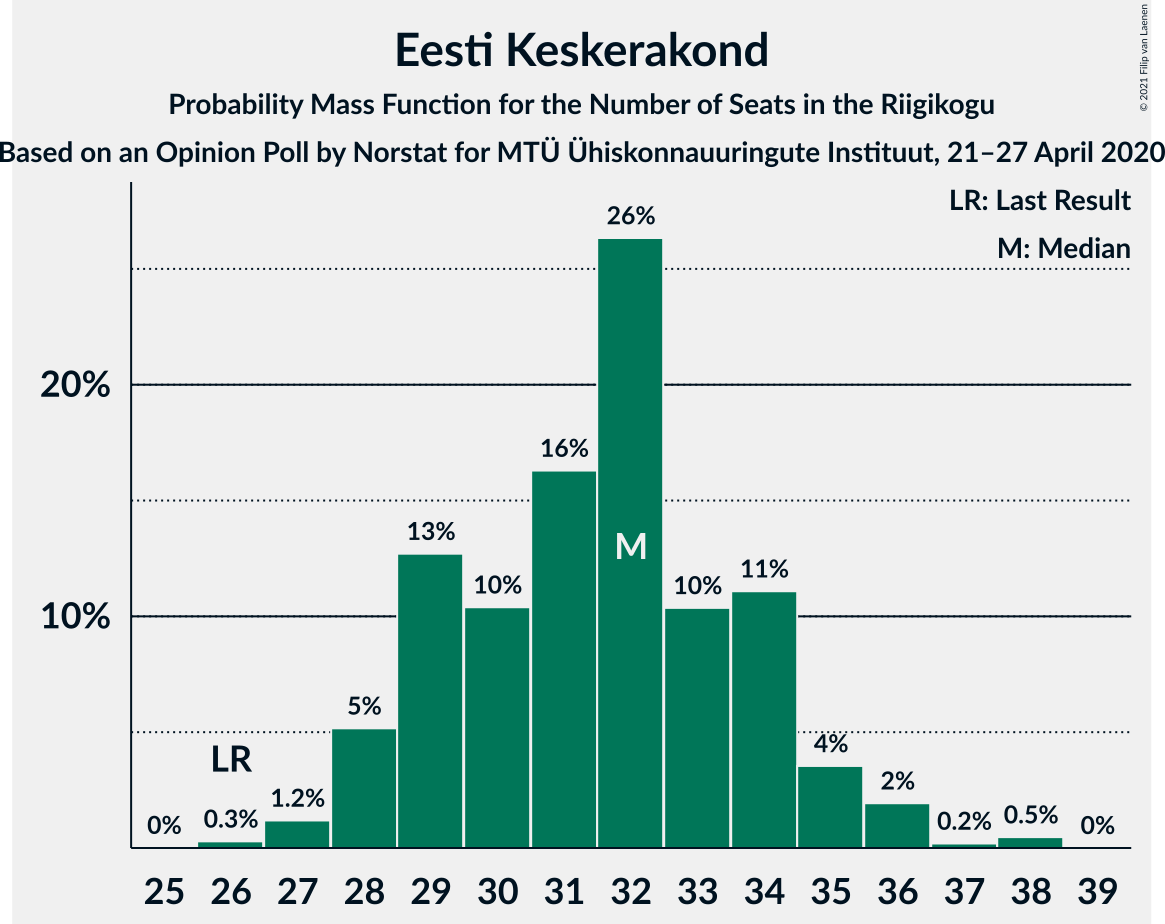 Eesti Keskerakond
Probability Mass Function for the Number of Seats in the Riigikogu
Based on an Opinion Poll by Norstat for MTÜ Ühiskonnauuringute Instituut, 21–27 April 2020
© 2021 Filip van Laenen
LR: Last Result
M: Median
20%
10%
0%
0.3%
1.2%
5%
13%
10%
16%
26%
10%
11%
4%
2%
0.2%
0.5%
0%
LR
M
25 26 27 28 29 30 31 32 33 34 35 36 37 38 39